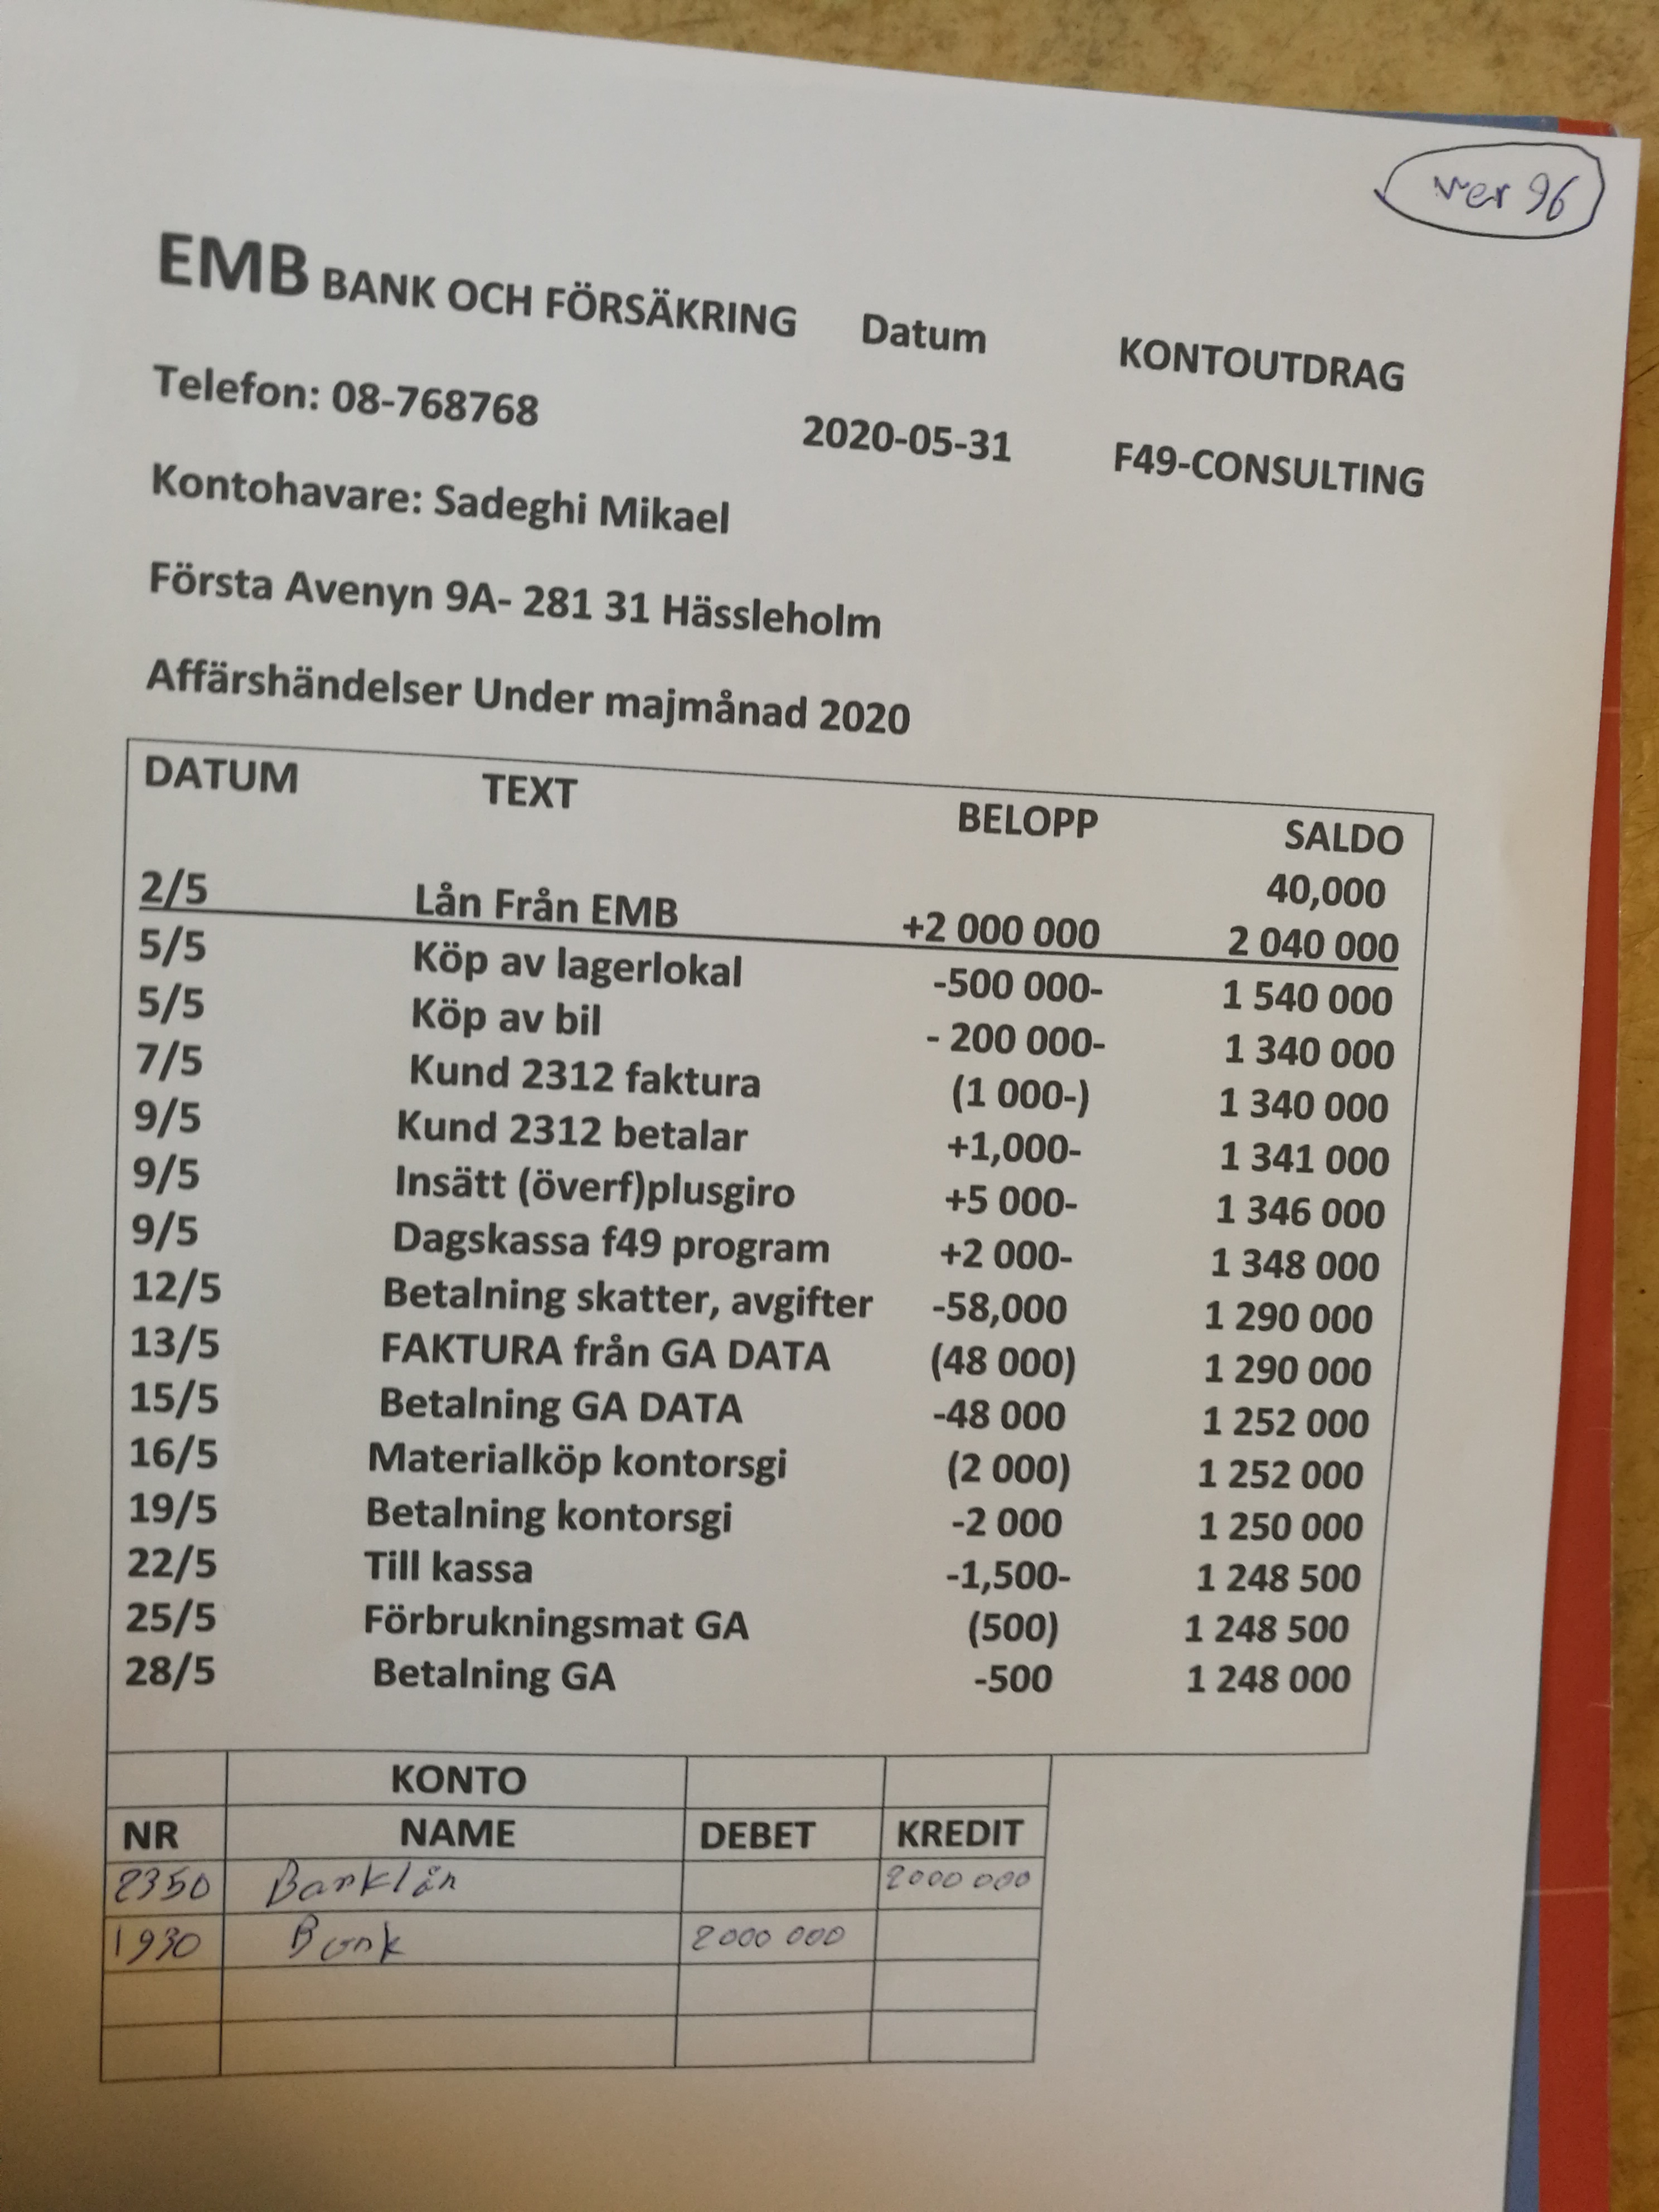 ver 96
EMB BANK OCH FÖRSÄKRING Datum KONTOUTDRAG
Telefon: 08-768768 2020-05-31 F49-CONSULTING
Kontohavare: Sadeghi Mikael
Första Avenyn 9A- 281 31 Hässleholm
Affärshändelser Under majmånad 2020
DATUM TEXT BELOPP SALDO
40,000
2/5 Lån Från EMB +2 000 000 2 040 000
5/5 Köp av lagerlokal -500 000- 1 540 000
5/5 Köp av bil - 200 000- 1 340 000
7/5 Kund 2312 faktura (1 000-) 1 340 000
9/5 Kund 2312 betalar +1,000- 1 341 000
9/5 Insätt (överf)plusgiro +5 000- 1 346 000
9/5 Dagskassa f49 program +2 000- 1 348 000
12/5 Betalning skatter, avgifter -58,000 1 290 000
13/5 FAKTURA från GA DATA (48 000) 1 290 000
15/5 Betalning GA DATA -48 000 1 252 000
16/5 Materialköp kontorsgi (2 000) 1 252 000
19/5 Betalning kontorsgi -2 000 1 250 000
22/5 Till kassa -1,500- 1 248 500
25/5 Förbrukningsmat GA (500) 1 248 500
28/5 Betalning GA -500 1 248 000
KONTO
NR NAME DEBET KREDIT
2350 Banklån 2000 000
1930 Bank 2000 000